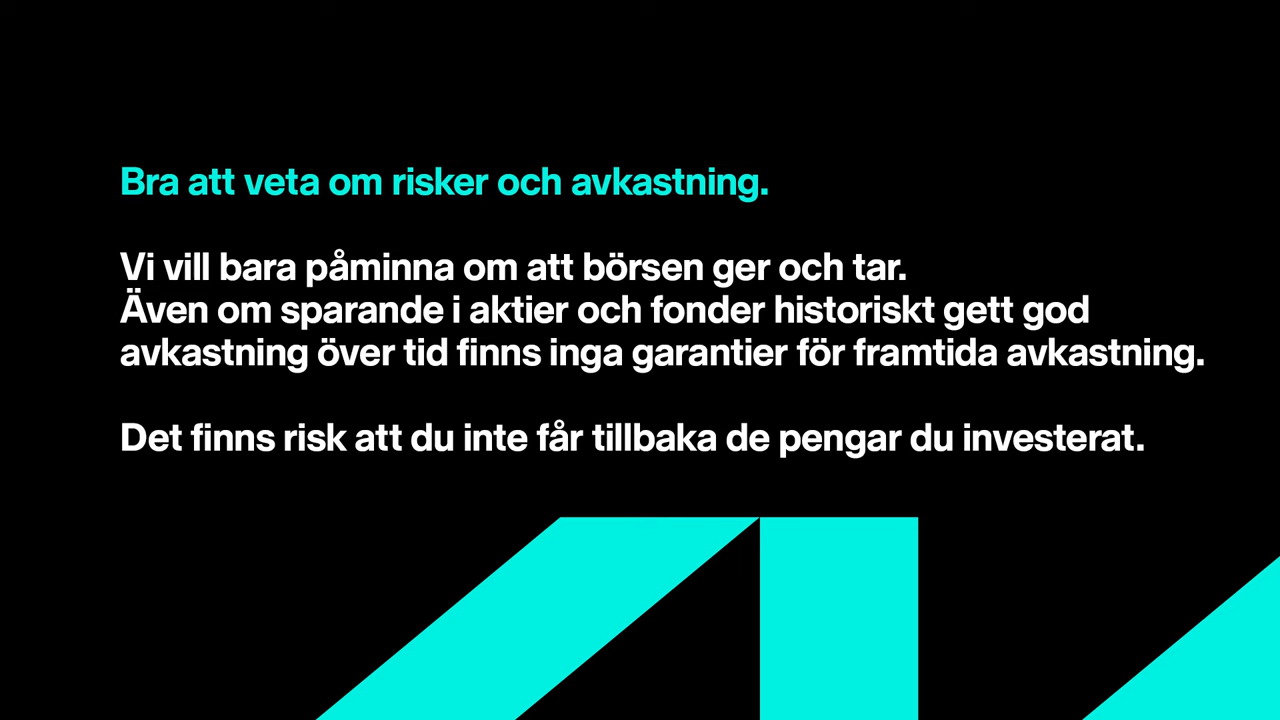 Bra att veta om risker och avkastning.
Vi vill bara påminna om att börsen ger och tar.
Även om sparande i aktier och fonder historiskt gett god
avkastning över tid finns inga garantier för framtida avkastning.
Det finns risk att du inte får tillbaka de pengar du investerat.